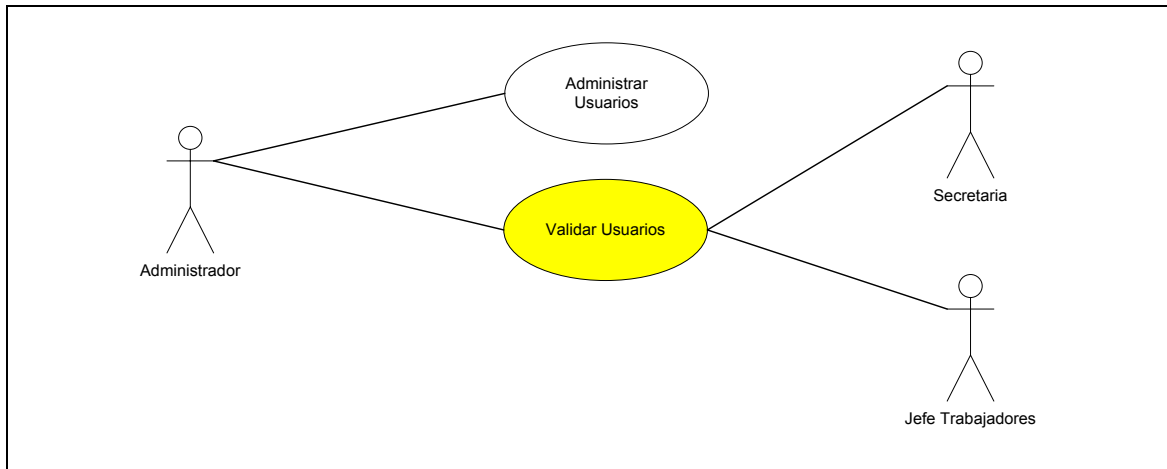 Administrar
Usuarios
Secretaria
Validar Usuarios
Administrador
Jefe Trabajadores